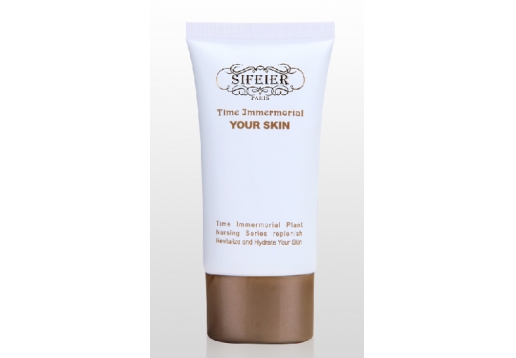 SIFEIER
PARIS
Time Immermorial
YOUR SKIN
Time Immermorial Plant
Nursing Series replenish
Revitalize and Hydrate Your Skin